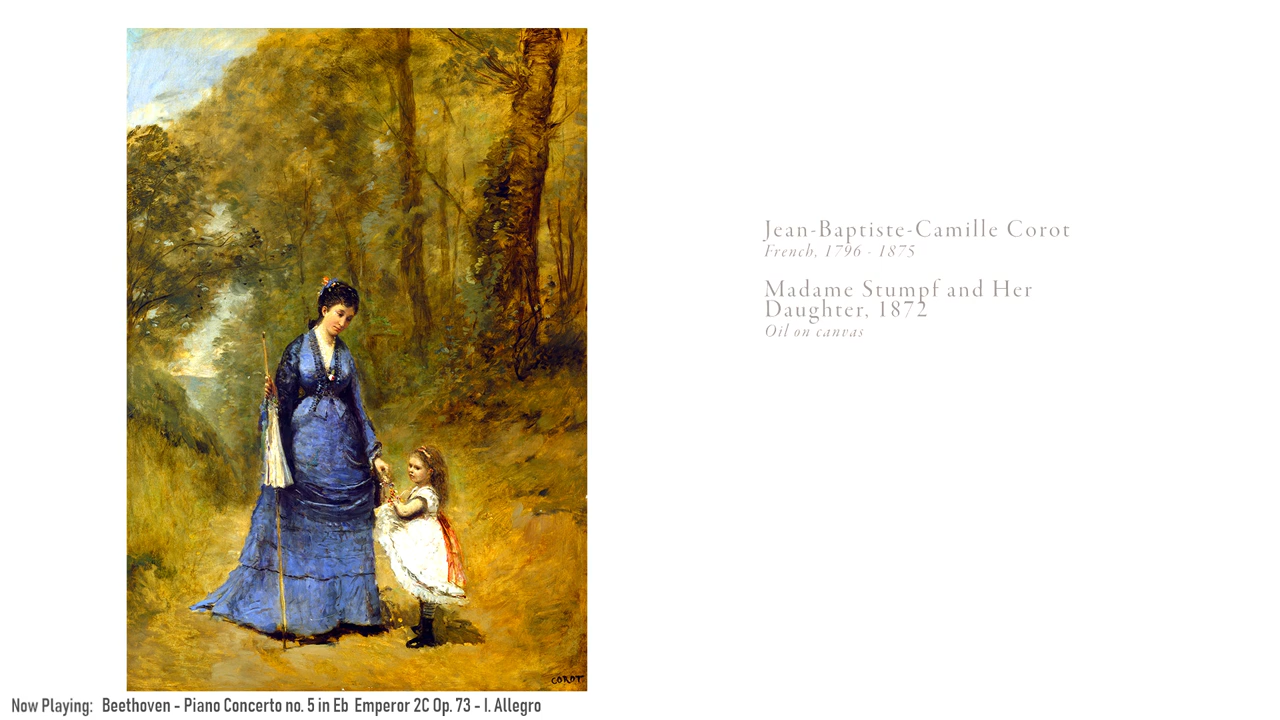 Jean-Baptiste-Camille Corot
French, 1796 - 1875
Madame Stumpf and Her
Daughter, 1872
Oil on canvas
COROT
Now Playing: Beethoven - Piano Concerto no. 5 in Eb Emperor 2C Op. 73 - I. Allegro